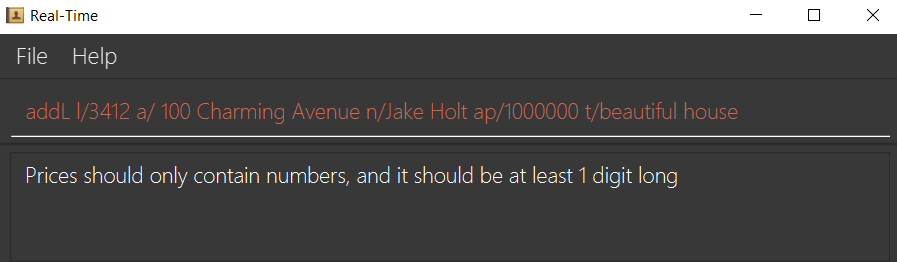 Real-Time
File Help
addL l/3412 a/ 100 Charming Avenue n/Jake Holt ap/1000000 t/beautiful house
Prices should only contain numbers, and it should be at least 1 digit long